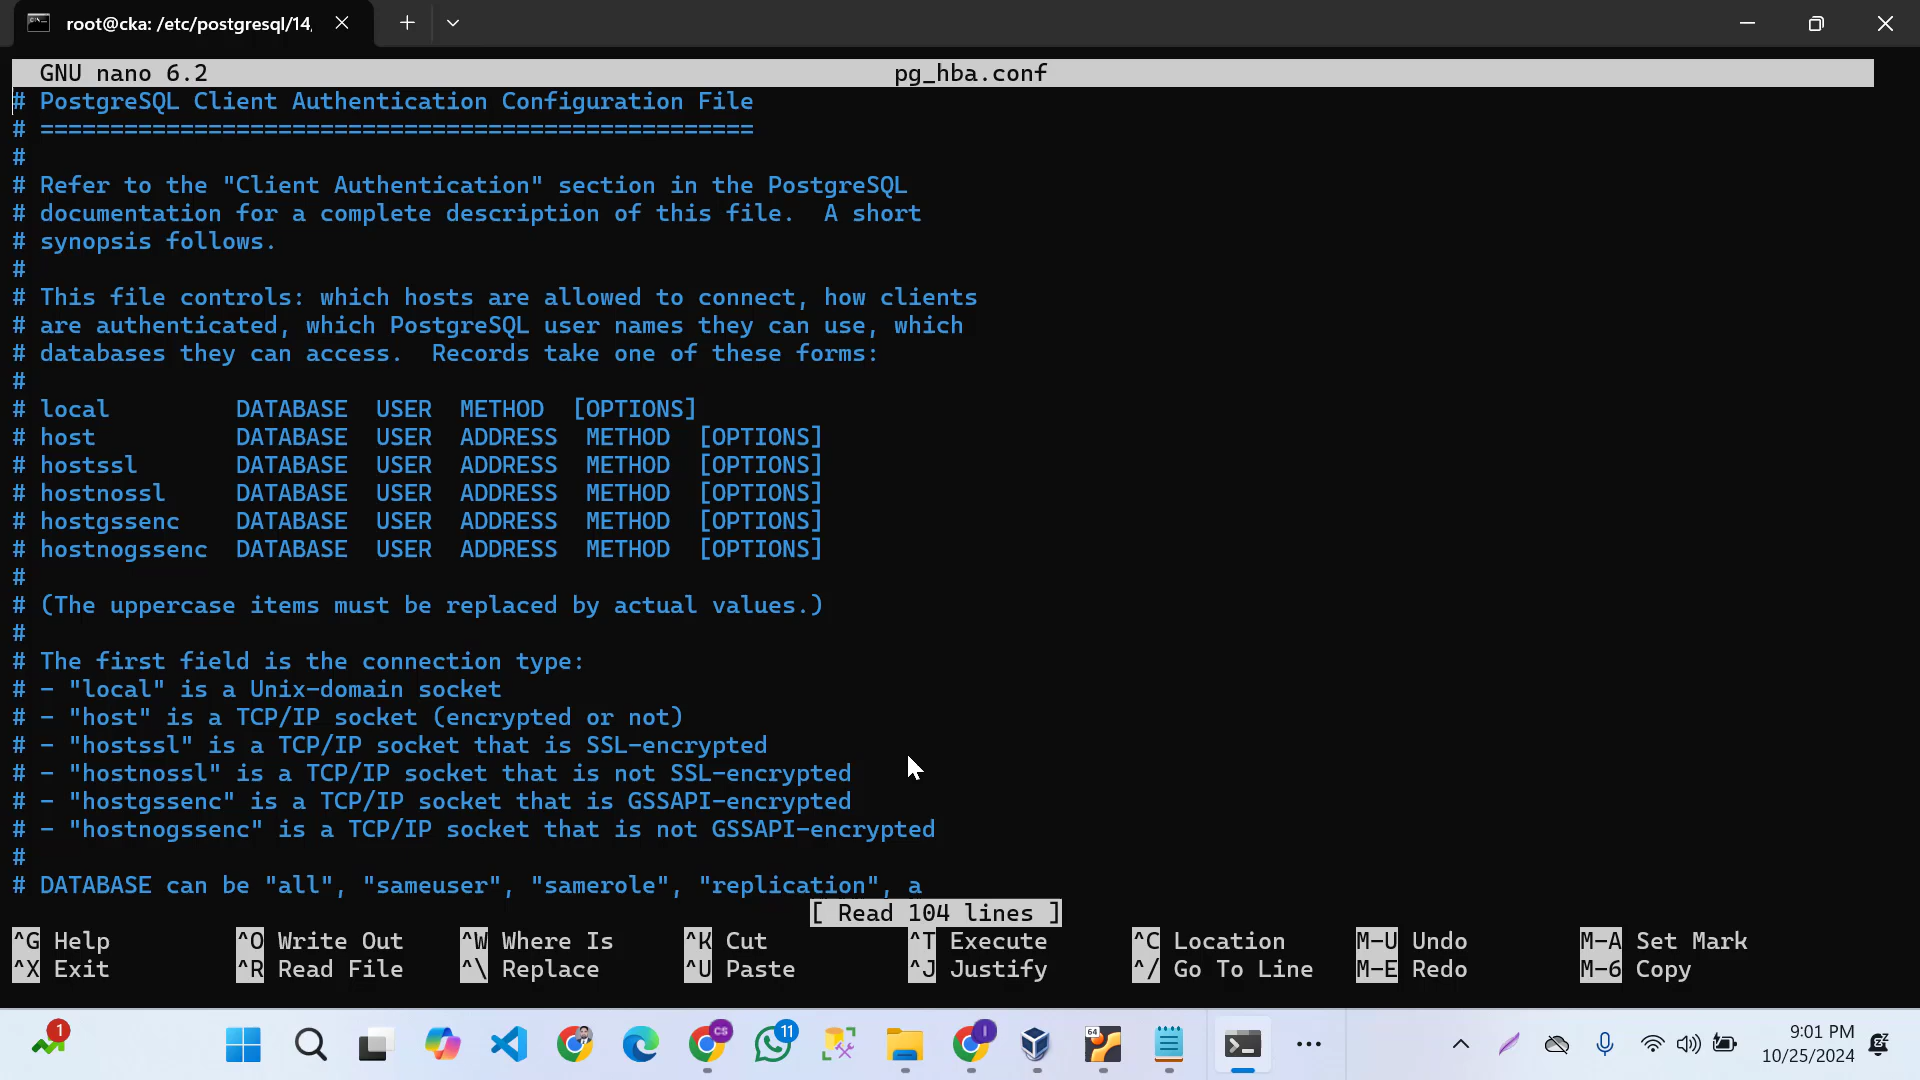 root@cka: /etc/postgresql/14,
GNU nano 6.2 pg_hba.conf
# PostgreSQL Client Authentication Configuration File
# ===================================================
#
# Refer to the "Client Authentication" section in the PostgreSQL
# documentation for a complete description of this file.  A short
# synopsis follows.
#
# This file controls: which hosts are allowed to connect, how clients
# are authenticated, which PostgreSQL user names they can use, which
# databases they can access.  Records take one of these forms:
#
# local         DATABASE  USER  METHOD  [OPTIONS]
# host          DATABASE  USER  ADDRESS  METHOD  [OPTIONS]
# hostssl       DATABASE  USER  ADDRESS  METHOD  [OPTIONS]
# hostnossl     DATABASE  USER  ADDRESS  METHOD  [OPTIONS]
# hostgssenc    DATABASE  USER  ADDRESS  METHOD  [OPTIONS]
# hostnogssenc  DATABASE  USER  ADDRESS  METHOD  [OPTIONS]
#
# (The uppercase items must be replaced by actual values.)
#
# The first field is the connection type:
# - "local" is a Unix-domain socket
# - "host" is a TCP/IP socket (encrypted or not)
# - "hostssl" is a TCP/IP socket that is SSL-encrypted
# - "hostnossl" is a TCP/IP socket that is not SSL-encrypted
# - "hostgssenc" is a TCP/IP socket that is GSSAPI-encrypted
# - "hostnogssenc" is a TCP/IP socket that is not GSSAPI-encrypted
#
# DATABASE can be "all", "sameuser", "samerole", "replication", a
[ Read 104 lines ]
^G Help ^O Write Out ^W Where Is ^K Cut ^T Execute ^C Location M-U Undo M-A Set Mark
^X Exit ^R Read File ^\ Replace ^U Paste ^J Justify ^/ Go To Line M-E Redo M-6 Copy
1 CS 11 I 64 9:01 PM
10/25/2024